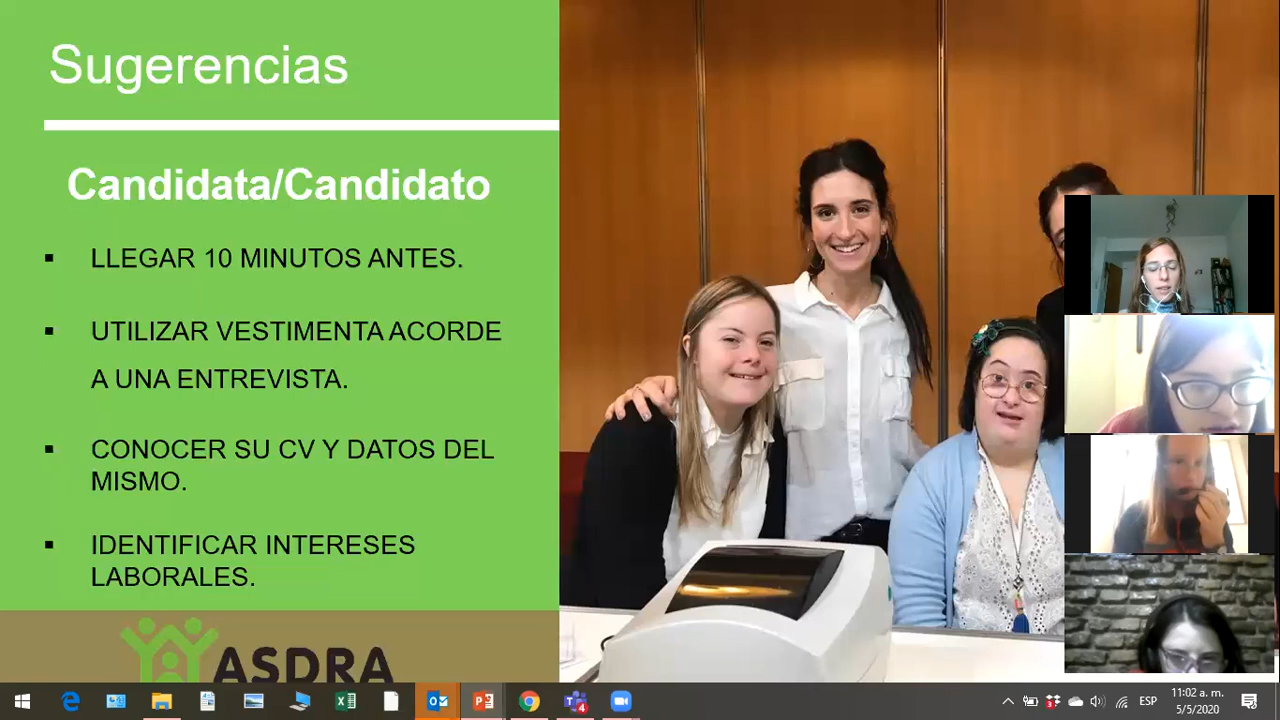 Sugerencias
Candidata/Candidato
▪ LLEGAR 10 MINUTOS ANTES.
▪ UTILIZAR VESTIMENTA ACORDE
A UNA ENTREVISTA.
▪ CONOCER SU CV Y DATOS DEL
MISMO.
▪ IDENTIFICAR INTERESES
LABORALES.
ASDRA
ESP
11:02 a. m.
5/5/2020